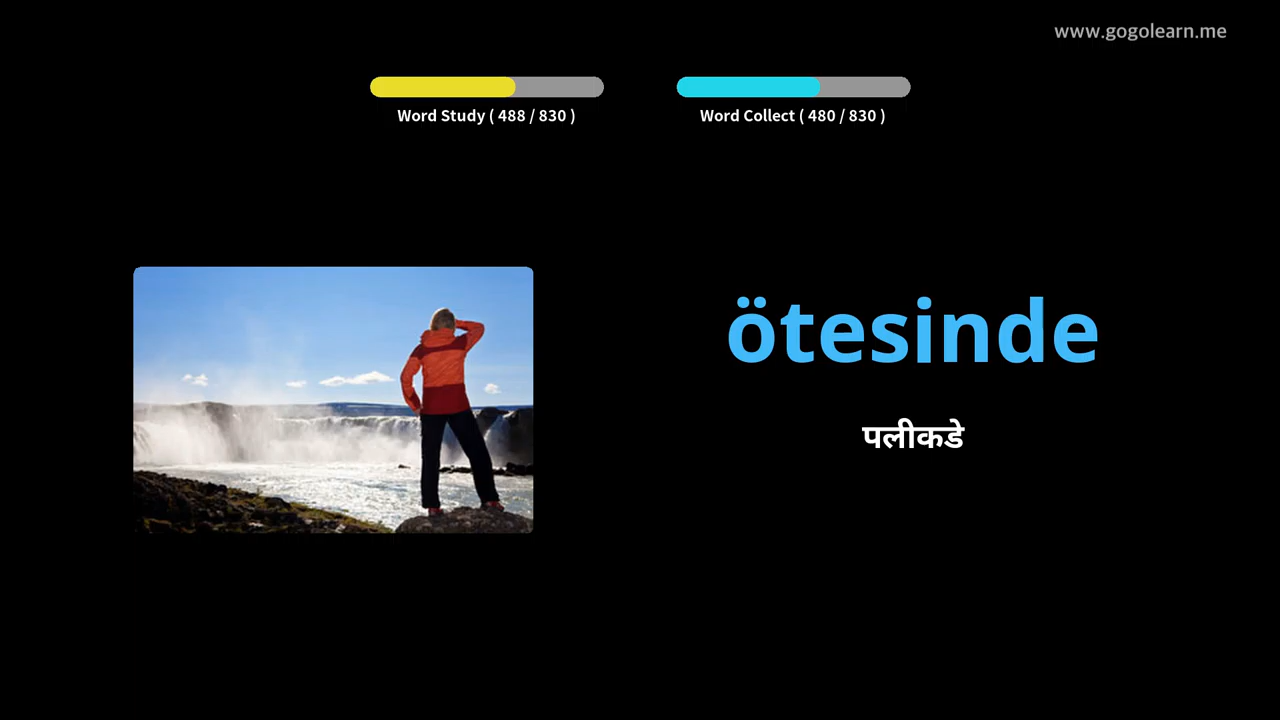 www.gogolearn.me
Word Study ( 488 / 830 )
Word Collect ( 480 / 830 )
ötesinde
पलीकडे